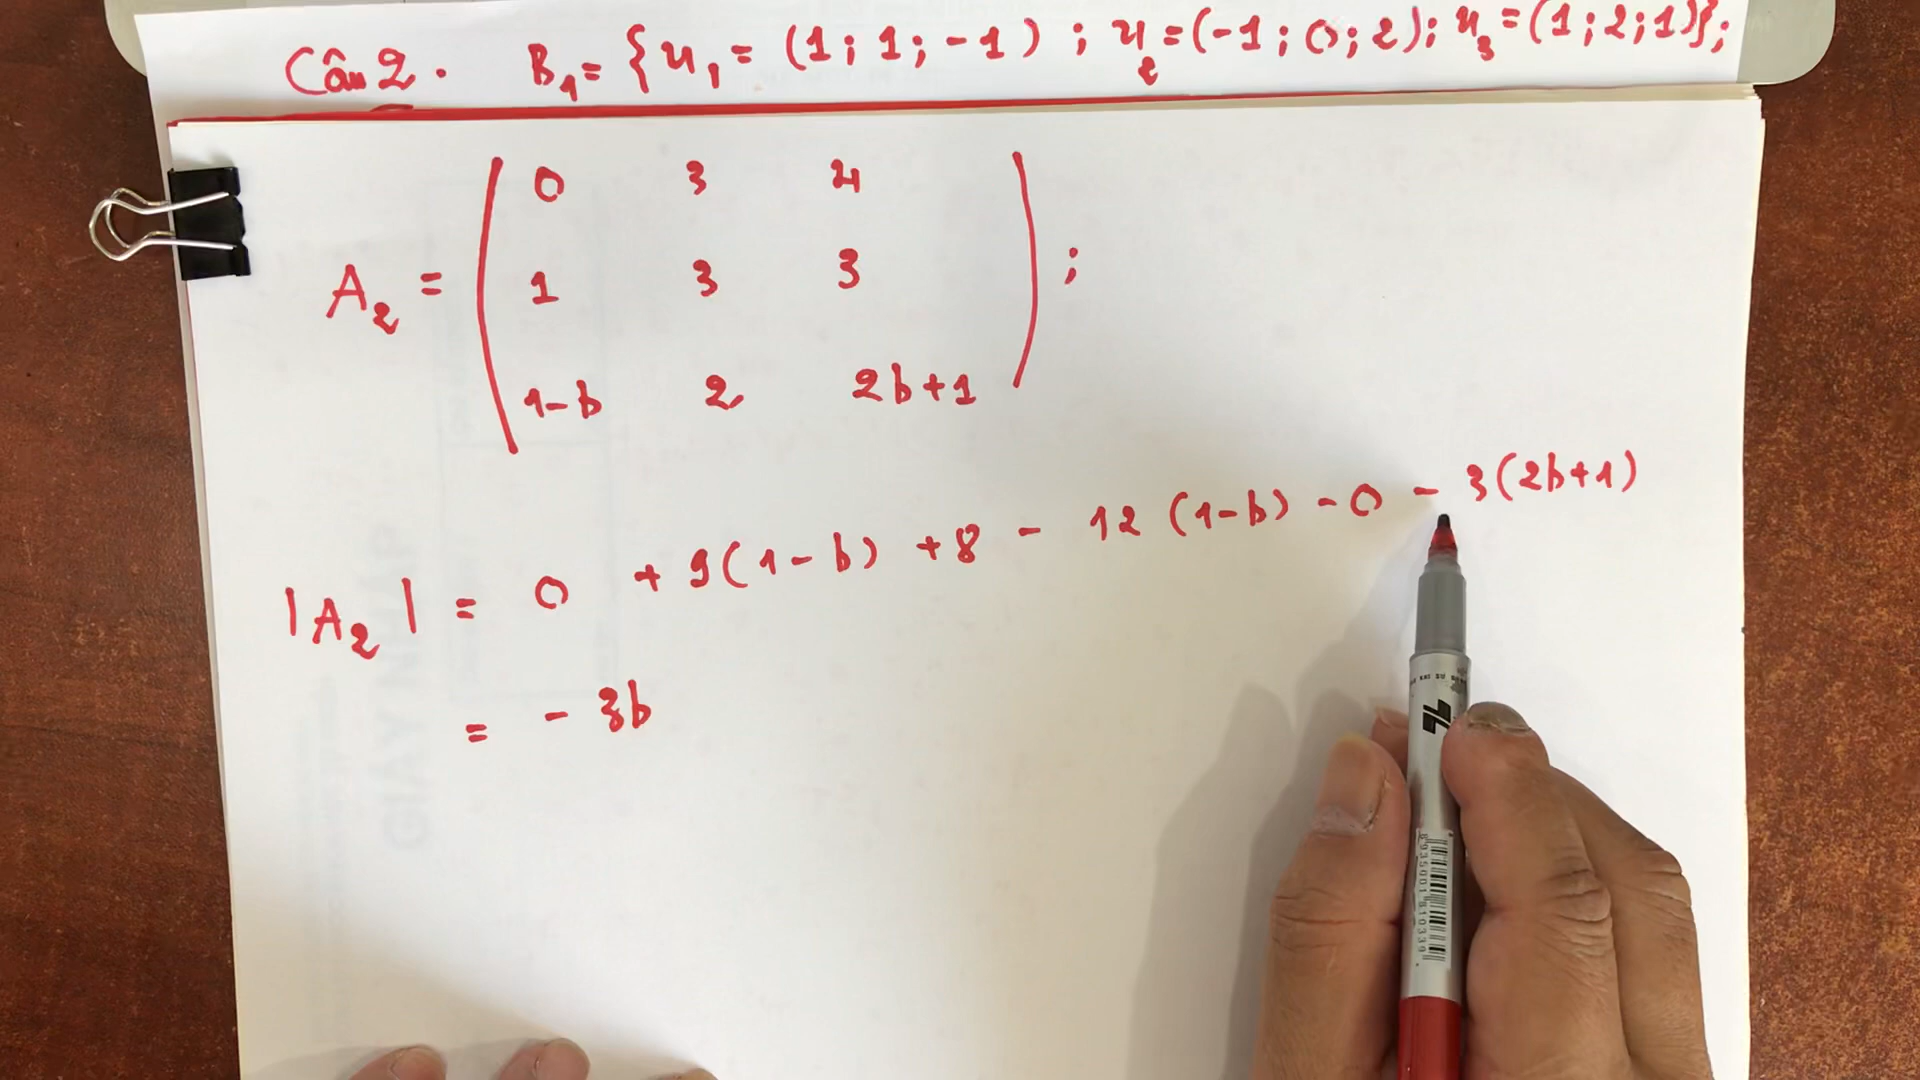 Câu 2. B₁ = { u₁ = (1; 1; -1) ; u₂ = (-1; 0; 2); u₃ = (1; 2; 1)};
0 3 4
A₂ = 1 3 3 ;
1-b 2 2b+1
|A₂| = 0 + 9(1-b) + 8 - 12(1-b) - 0 - 3(2b+1)
= - 3b